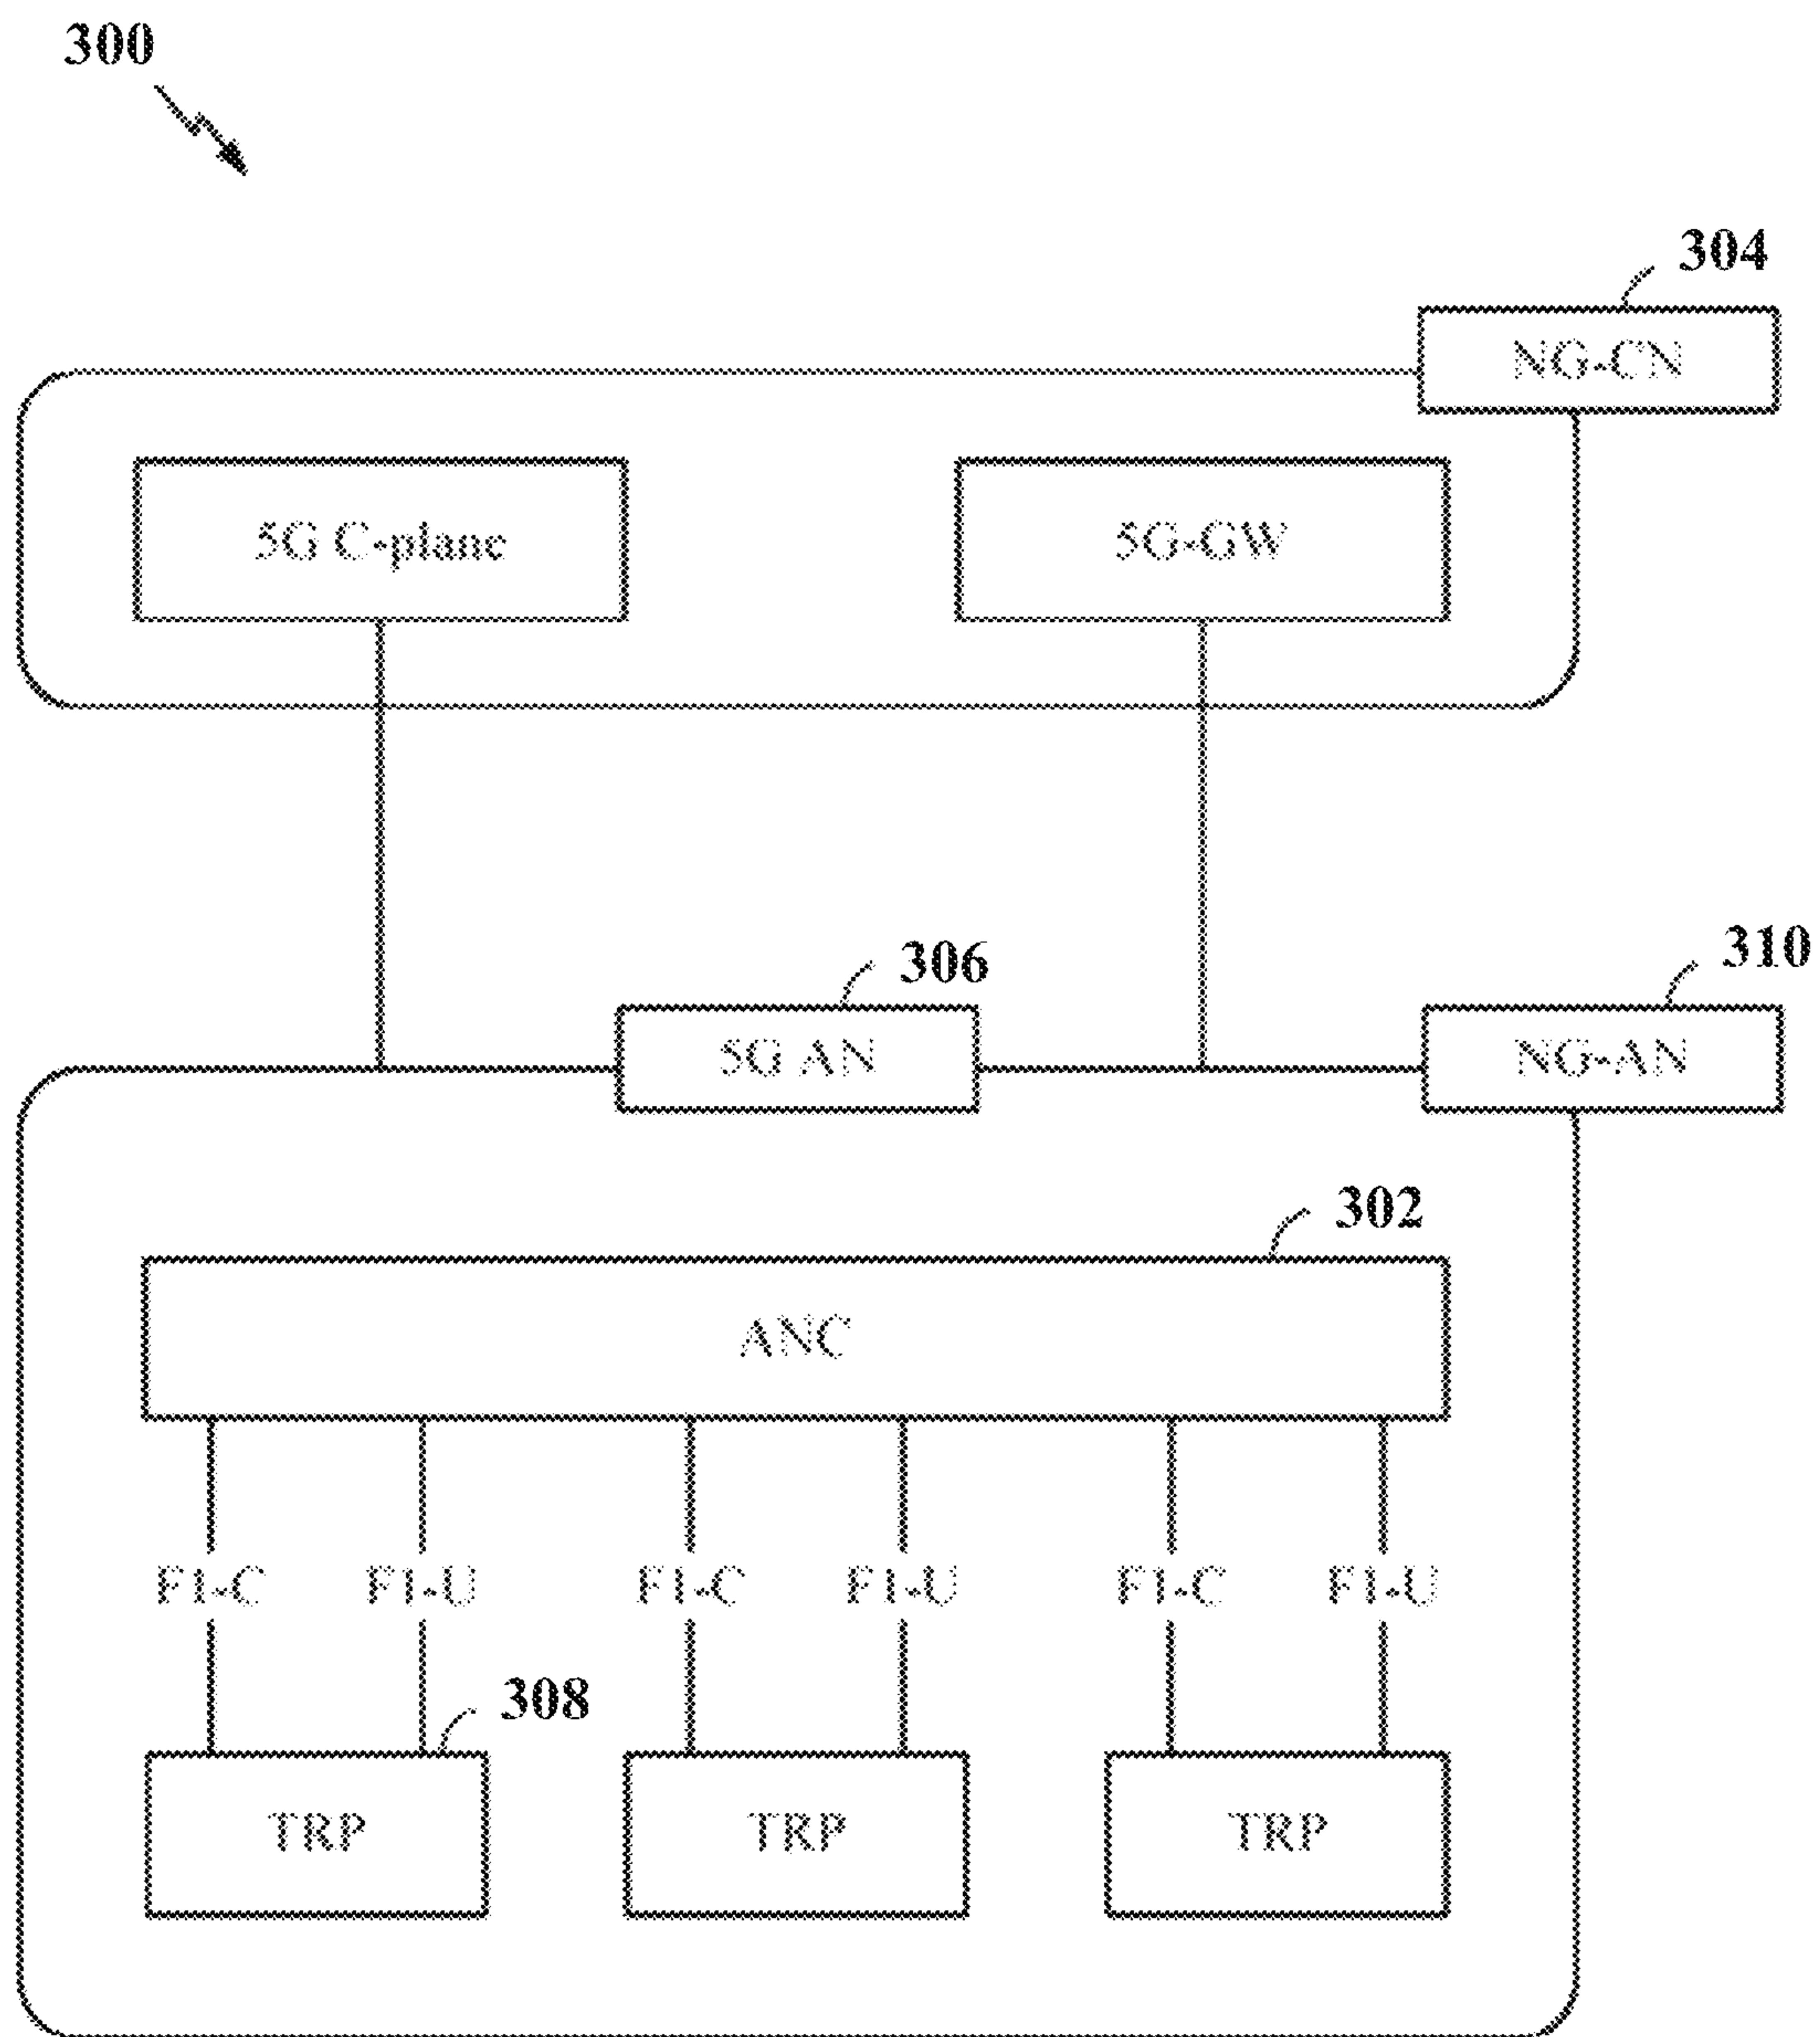 300
304
NG-CN
5G C-plane
5G-GW
306
310
5G AN
NG-AN
302
ANC
F1-C F1-U F1-C F1-U F1-C F1-U
308
TRP TRP TRP